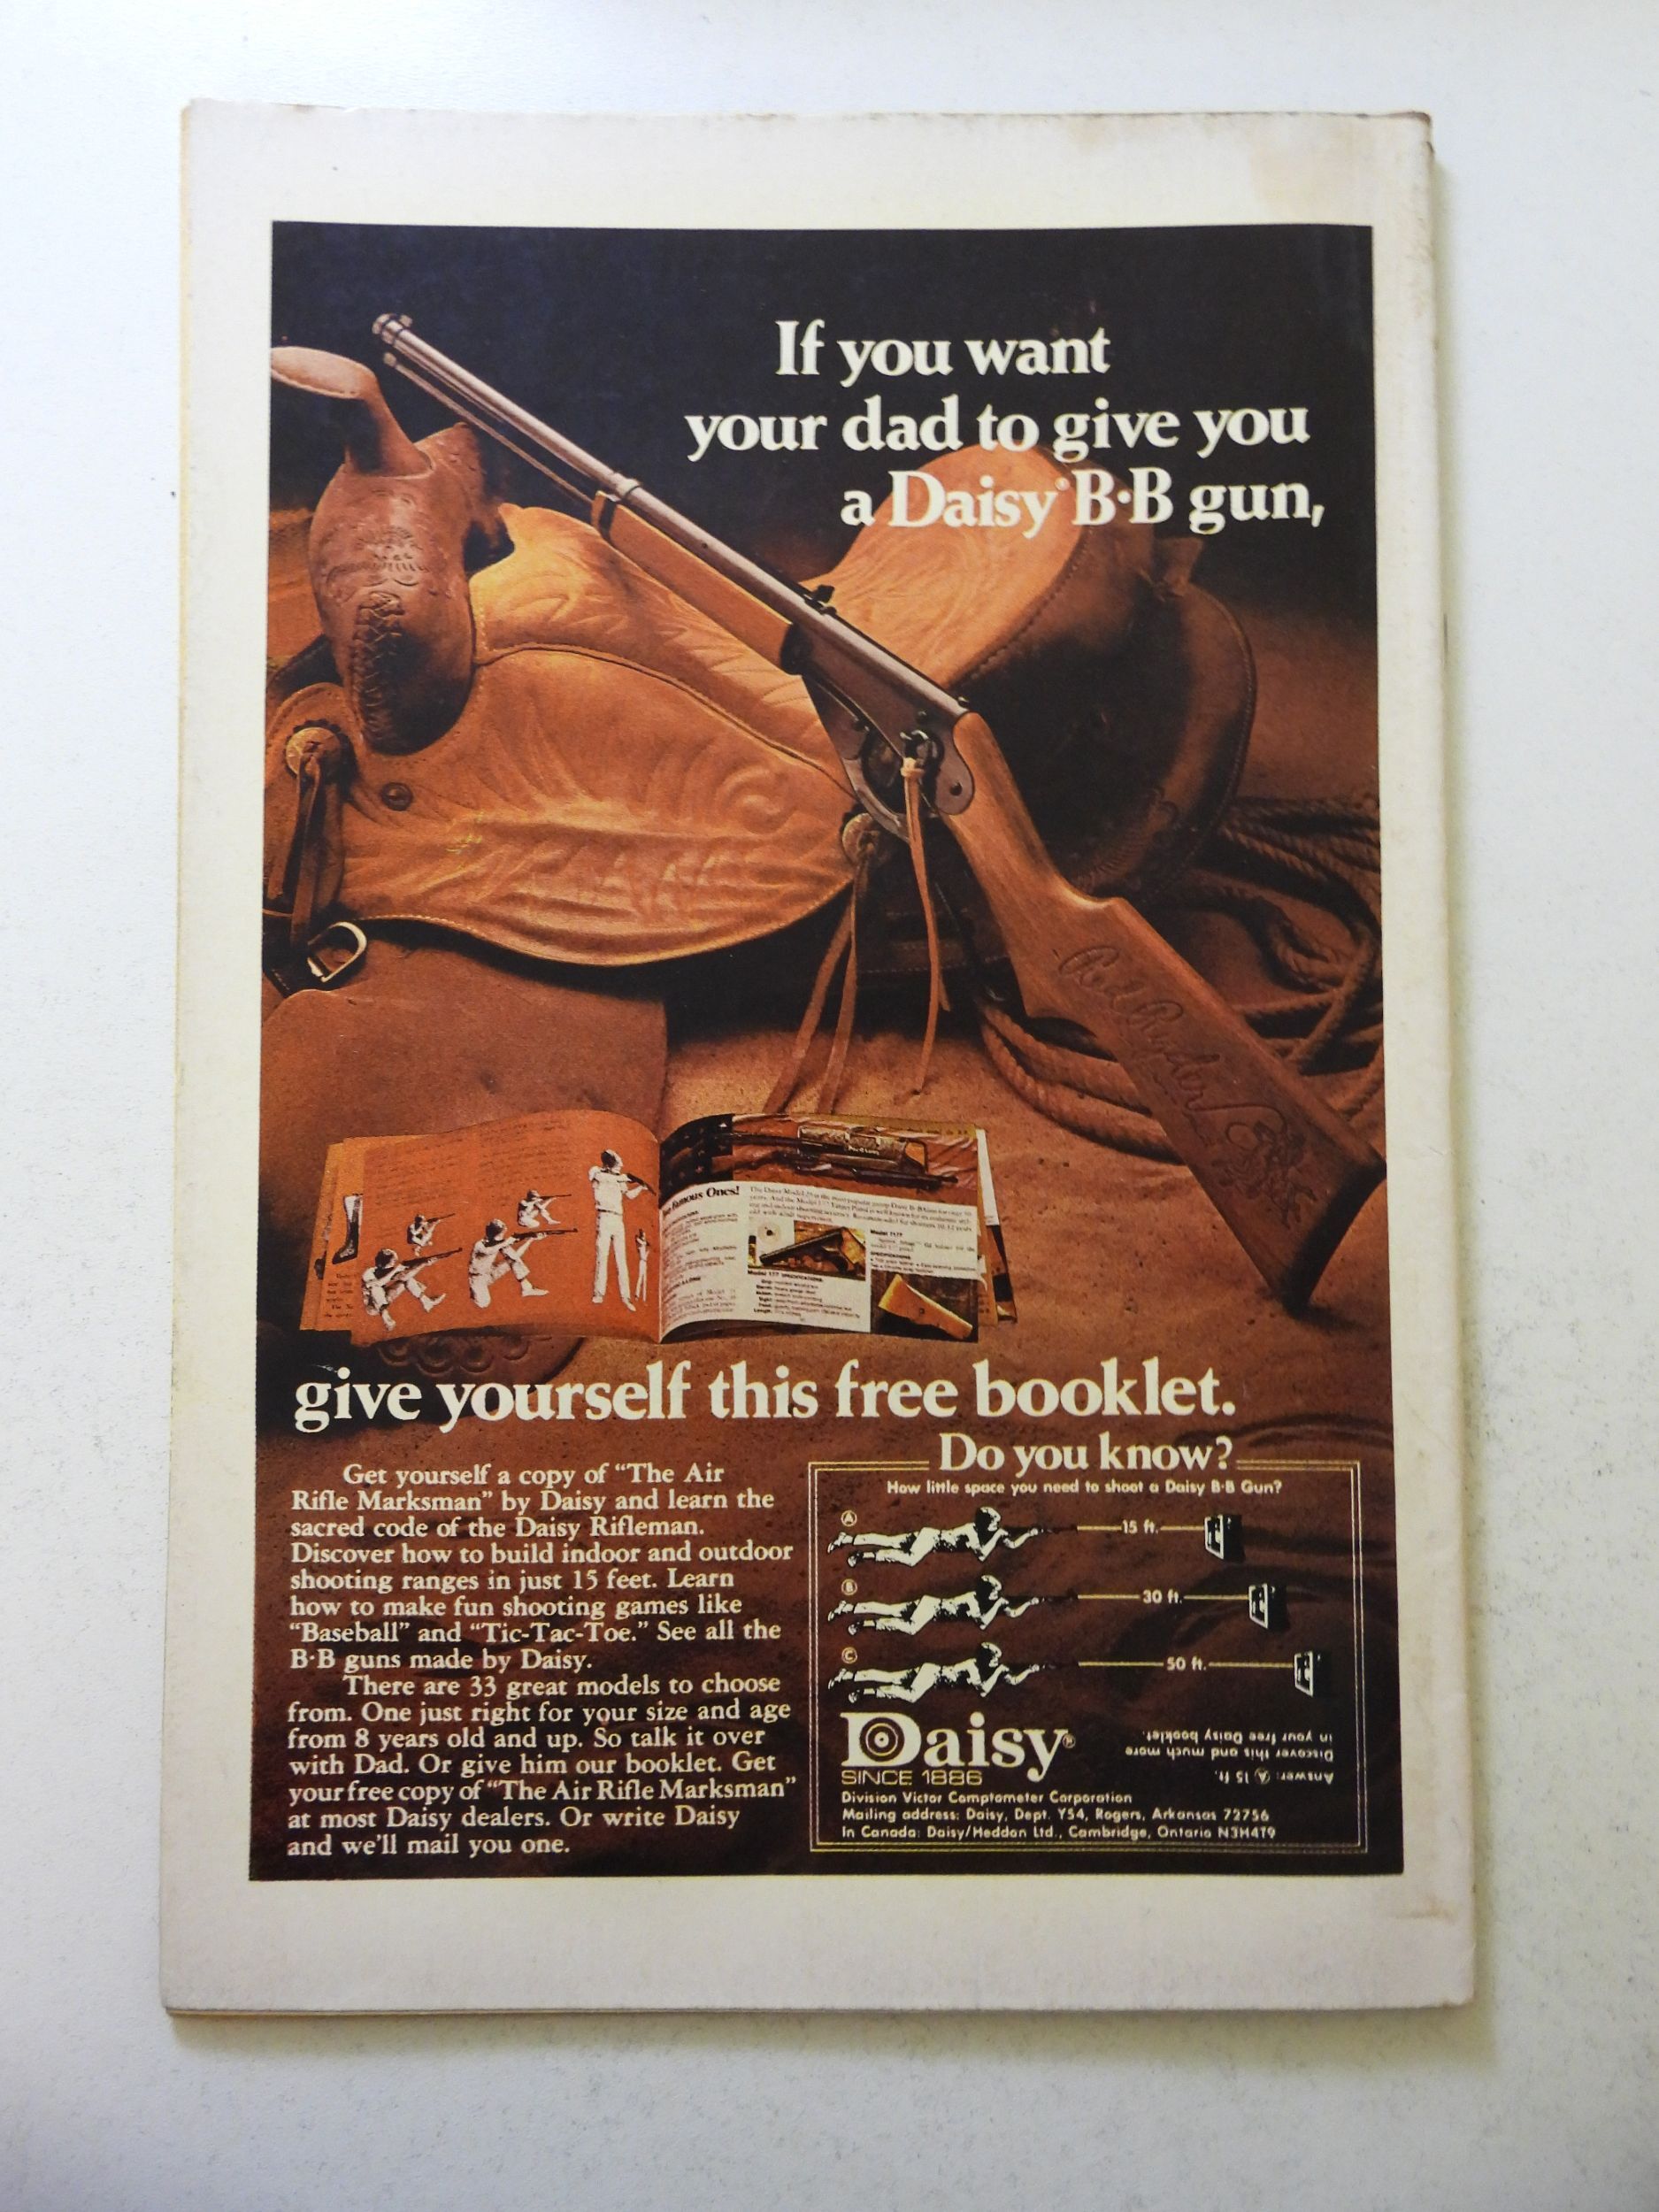 If you want
your dad to give you
a Daisy® B·B gun,
Red Ryder
Famous Ones!
give yourself this free booklet.
Get yourself a copy of “The Air
Rifle Marksman” by Daisy and learn the
sacred code of the Daisy Rifleman.
Discover how to build indoor and outdoor
shooting ranges in just 15 feet. Learn
how to make fun shooting games like
“Baseball” and “Tic-Tac-Toe.” See all the
B·B guns made by Daisy.
There are 33 great models to choose
from. One just right for your size and age
from 8 years old and up. So talk it over
with Dad. Or give him our booklet. Get
your free copy of “The Air Rifle Marksman”
at most Daisy dealers. Or write Daisy
and we’ll mail you one.
Do you know?
How little space you need to shoot a Daisy B·B Gun?
A 15 ft.
B 30 ft.
C 50 ft.
Daisy®
SINCE 1886
Answer: A 15 ft.
Discover this and much more
in your free Daisy booklet.
Division Victor Comptometer Corporation
Mailing address: Daisy, Dept. Y54, Rogers, Arkansas 72756
In Canada: Daisy/Heddon Ltd., Cambridge, Ontario N3H4T9